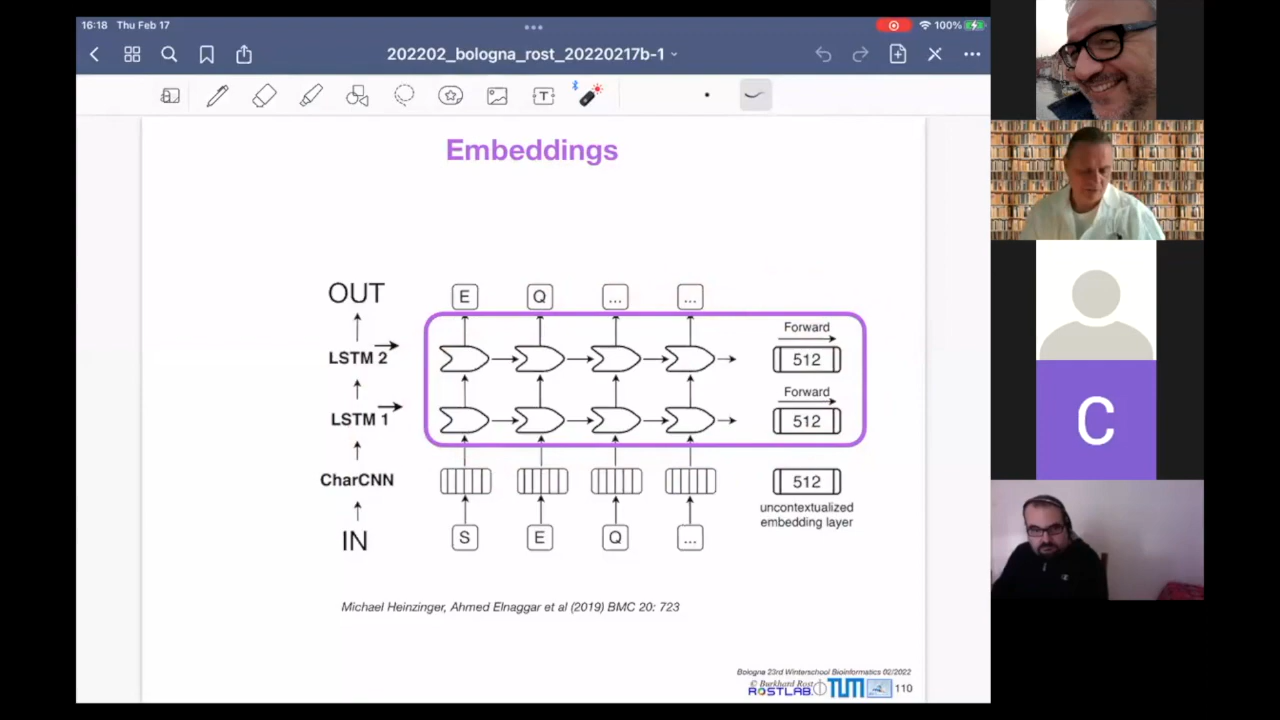 16:18 Thu Feb 17
100%
202202_bologna_rost_20220217b-1
T
Embeddings
OUT
E Q ... ...
Forward
LSTM 2
512
Forward
LSTM 1
512
CharCNN
512
uncontextualized
embedding layer
IN
S E Q ...
Michael Heinzinger, Ahmed Elnaggar et al (2019) BMC 20: 723
Bologna 23rd Winterschool Bioinformatics 02/2022
© Burkhard Rost
ROSTLAB TUM 110
C